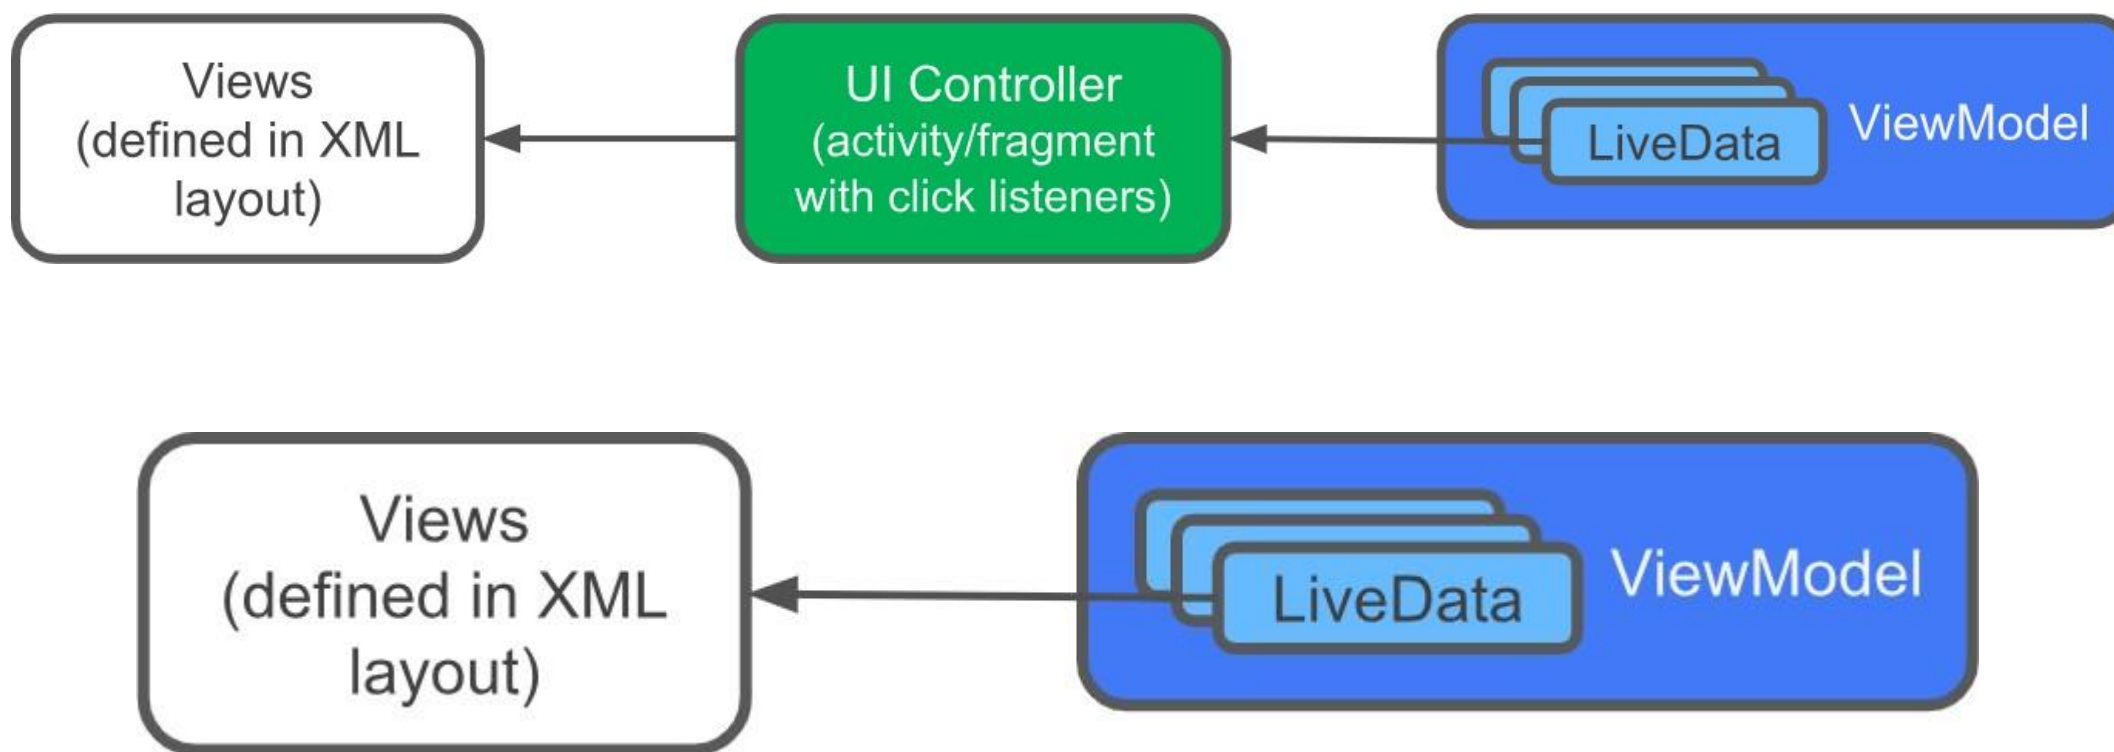 Views
(defined in XML
layout)
UI Controller
(activity/fragment
with click listeners)
LiveData
ViewModel
Views
(defined in XML
layout)
LiveData
ViewModel